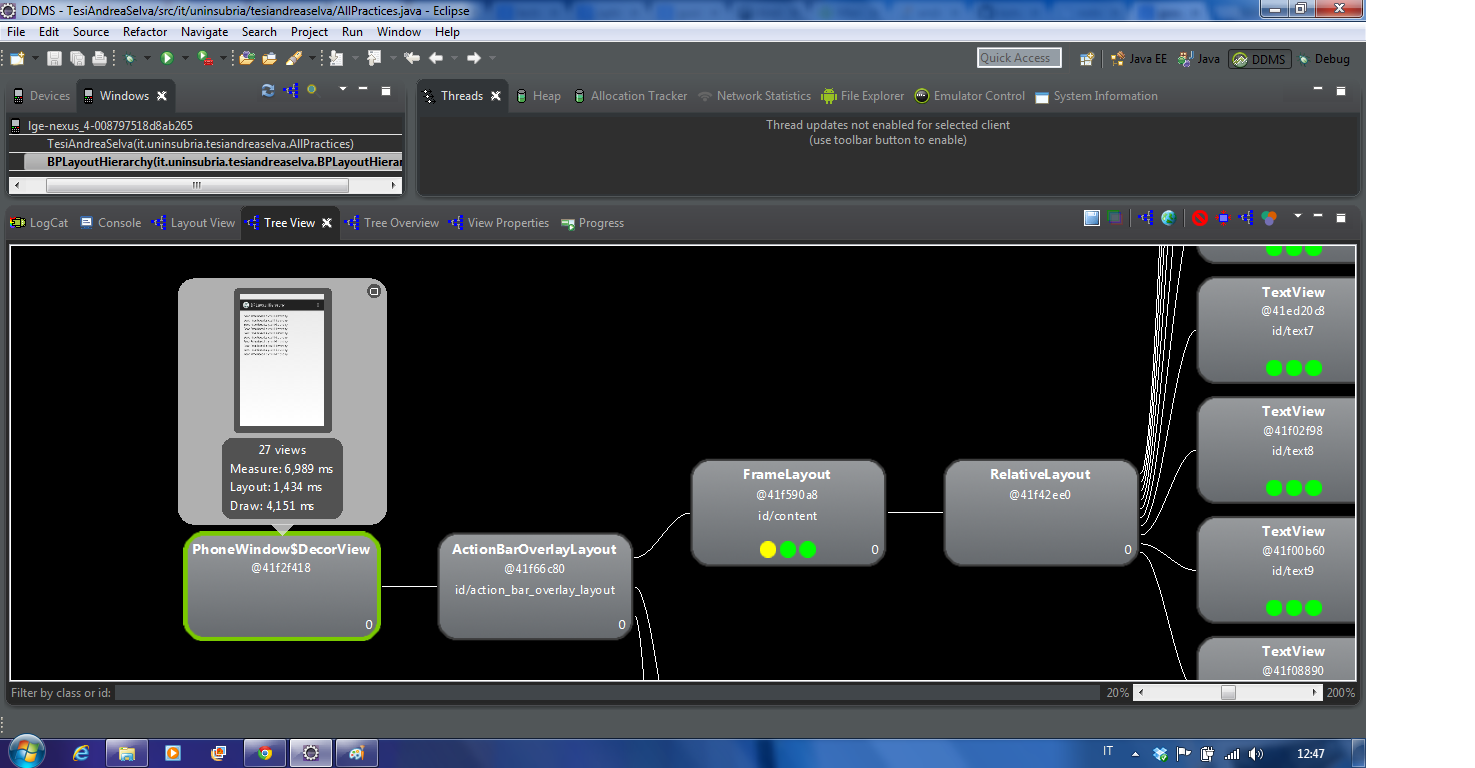 DDMS - TesiAndreaSelva/src/it/uninsubria/tesiandreaselva/AllPractices.java - Eclipse
File Edit Source Refactor Navigate Search Project Run Window Help
Quick Access Java EE Java DDMS Debug
Devices Windows
Threads Heap Allocation Tracker Network Statistics File Explorer Emulator Control System Information
lge-nexus_4-008797518d8ab265
TesiAndreaSelva(it.uninsubria.tesiandreaselva.AllPractices)
BPLayoutHierarchy(it.uninsubria.tesiandreaselva.BPLayoutHierar
Thread updates not enabled for selected client
(use toolbar button to enable)
LogCat Console Layout View Tree View Tree Overview View Properties Progress
27 views
Measure: 6,989 ms
Layout: 1,434 ms
Draw: 4,151 ms
PhoneWindow$DecorView
@41f2f418
0
ActionBarOverlayLayout
@41f66c80
id/action_bar_overlay_layout
0
FrameLayout
@41f590a8
id/content
0
RelativeLayout
@41f42ee0
0
TextView
@41ed20c8
id/text7
TextView
@41f02f98
id/text8
TextView
@41f00b60
id/text9
TextView
@41f08890
Filter by class or id:
20%
200%
IT
12:47